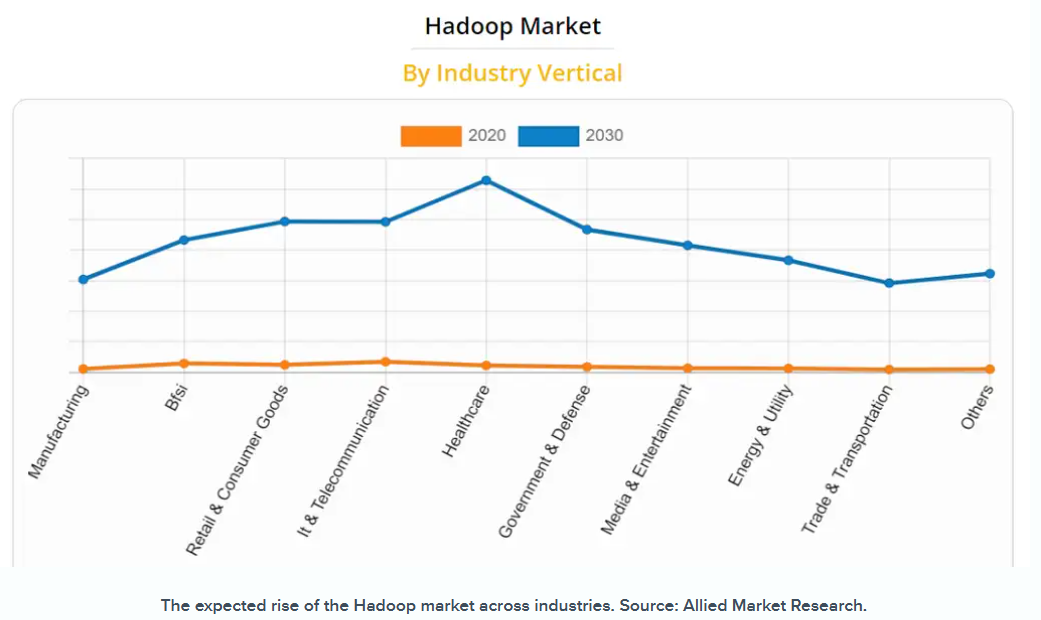 Hadoop Market
By Industry Vertical
2020 2030
Manufacturing
Bfsi
Retail & Consumer Goods
It & Telecommunication
Healthcare
Government & Defense
Media & Entertainment
Energy & Utility
Trade & Transportation
Others
The expected rise of the Hadoop market across industries. Source: Allied Market Research.